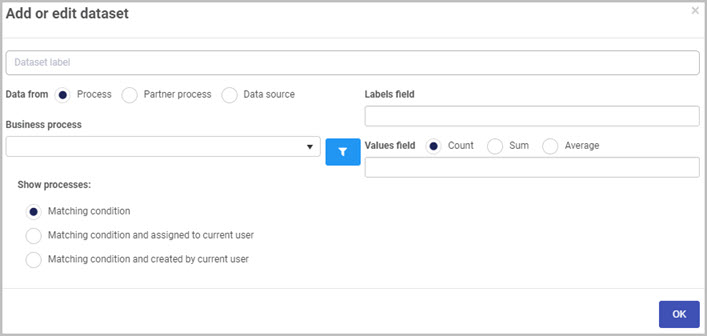 Add or edit dataset
×
Dataset label
Data from Process Partner process Data source
Labels field
Business process
Values field Count Sum Average
Show processes:
Matching condition
Matching condition and assigned to current user
Matching condition and created by current user
OK